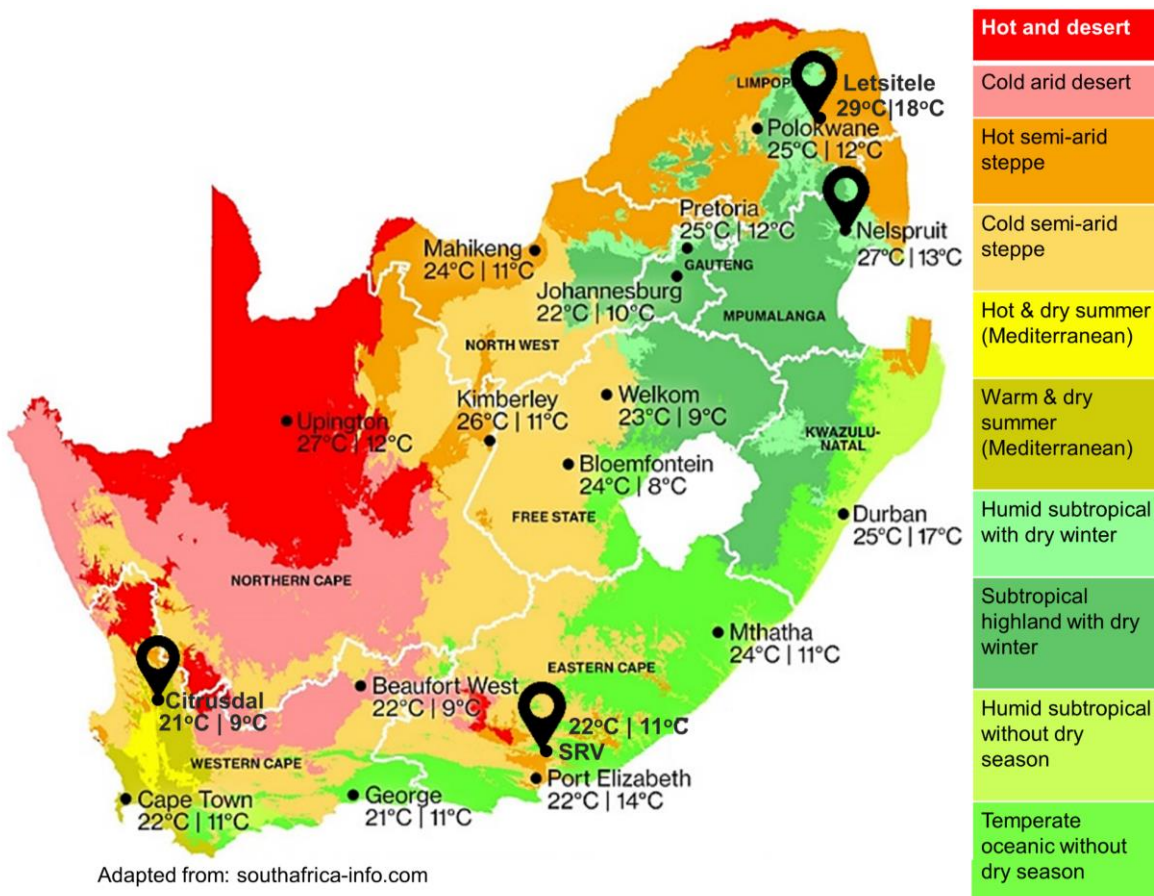 LIMPOP
Letsitele
29°C|18°C
Polokwane
25°C | 12°C
Pretoria
25°C | 12°C
Nelspruit
27°C | 13°C
Mahikeng
24°C | 11°C
GAUTENG
Johannesburg
22°C | 10°C
MPUMALANGA
NORTH WEST
Kimberley
26°C | 11°C
Welkom
23°C | 9°C
Upington
27°C | 12°C
KWAZULU-
NATAL
Bloemfontein
24°C | 8°C
FREE STATE
Durban
25°C | 17°C
NORTHERN CAPE
Mthatha
24°C | 11°C
EASTERN CAPE
Citrusdal
21°C | 9°C
Beaufort West
22°C | 9°C
22°C | 11°C
SRV
WESTERN CAPE
Port Elizabeth
22°C | 14°C
Cape Town
22°C | 11°C
George
21°C | 11°C
Adapted from: southafrica-info.com
Hot and desert
Cold arid desert
Hot semi-arid
steppe
Cold semi-arid
steppe
Hot & dry summer
(Mediterranean)
Warm & dry
summer
(Mediterranean)
Humid subtropical
with dry winter
Subtropical
highland with dry
winter
Humid subtropical
without dry
season
Temperate
oceanic without
dry season